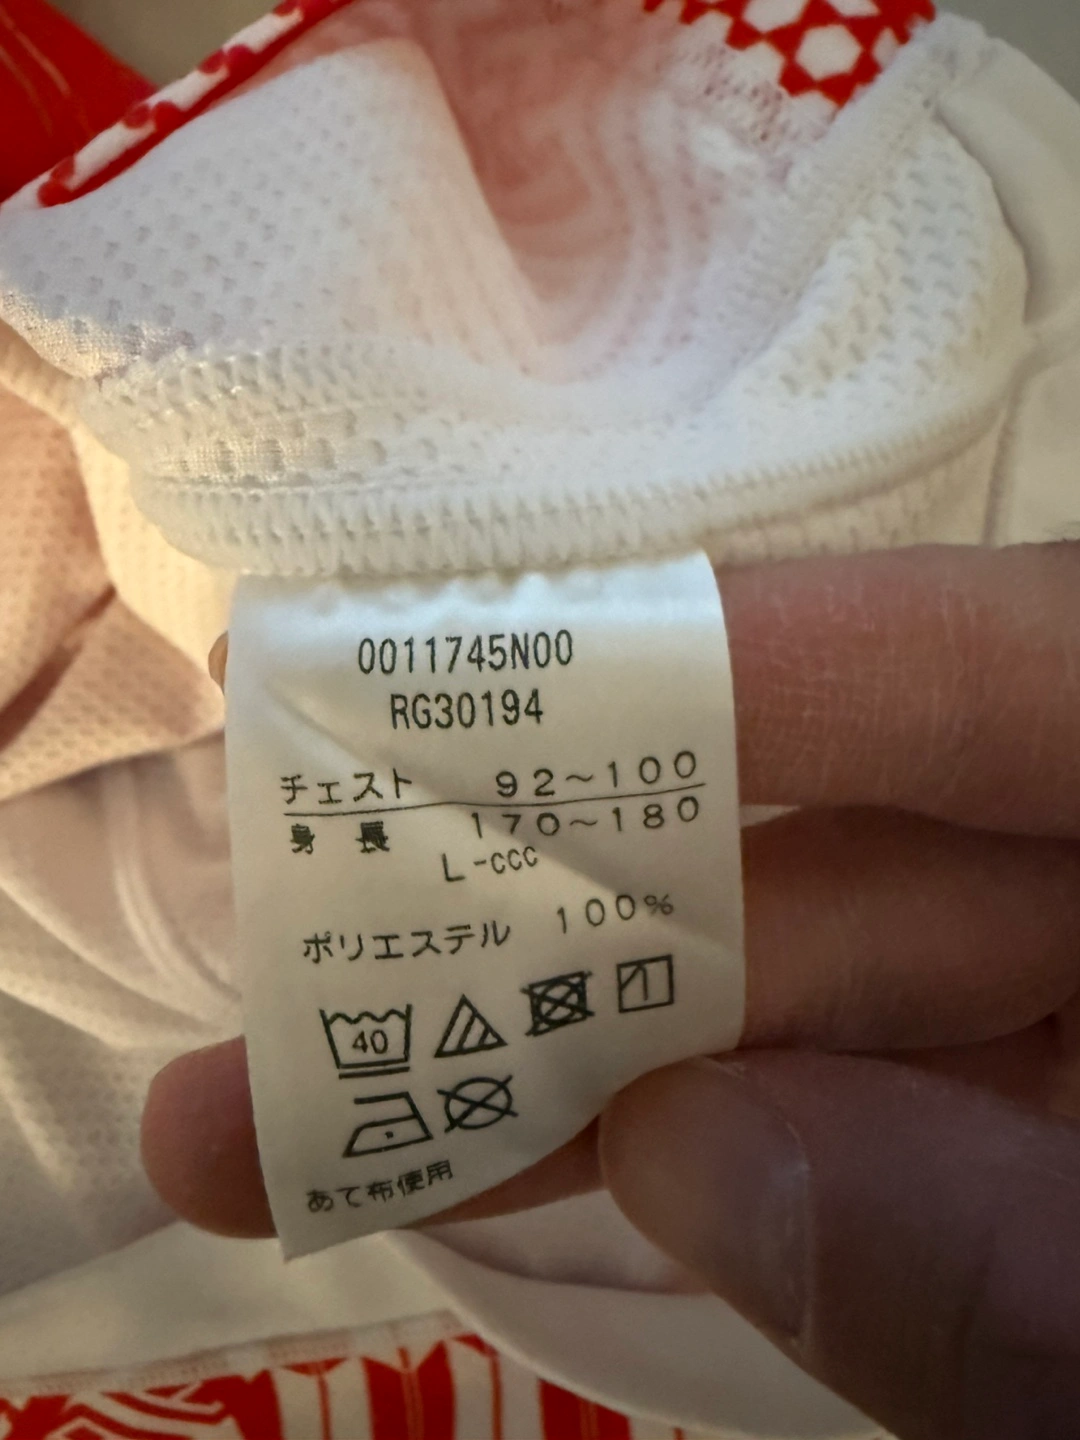 0011745N00
RG30194
チェスト 92～100
身長 170～180
L-ccc
ポリエステル 100%
40
あて布使用